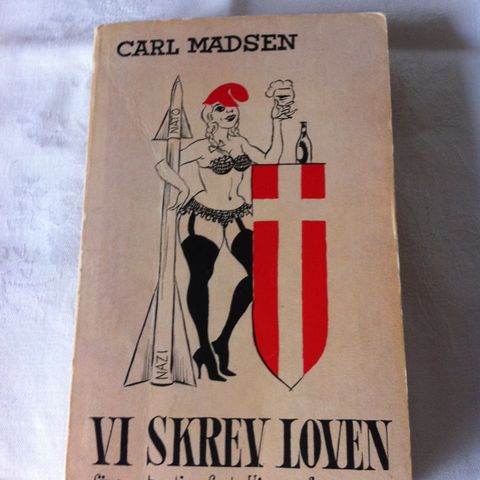 CARL MADSEN
NATO
NAZI
VI SKREV LOVEN